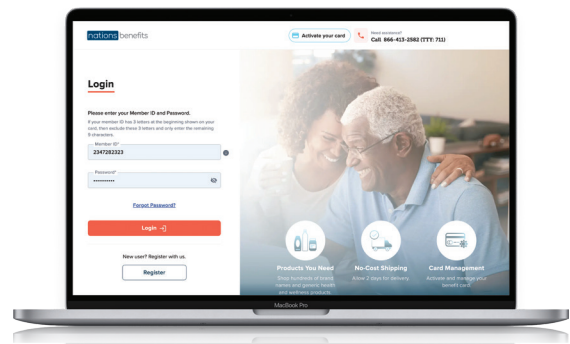 nations benefits
Activate your card
Need assistance?
Call 866-413-2582 (TTY: 711)
Login
Please enter your Member ID and Password.
If your member ID has 3 letters at the beginning shown on your
card, then exclude these 3 letters and only enter the remaining
9 characters.
Member ID*
2347282323
Password*
••••••••••
Forgot Password?
Login
New user? Register with us.
Register
Products You Need
Shop hundreds of brand
names and generic health
and wellness products
No-Cost Shipping
Allow 2 days for delivery.
Card Management
Activate and manage your
benefit card.
MacBook Pro